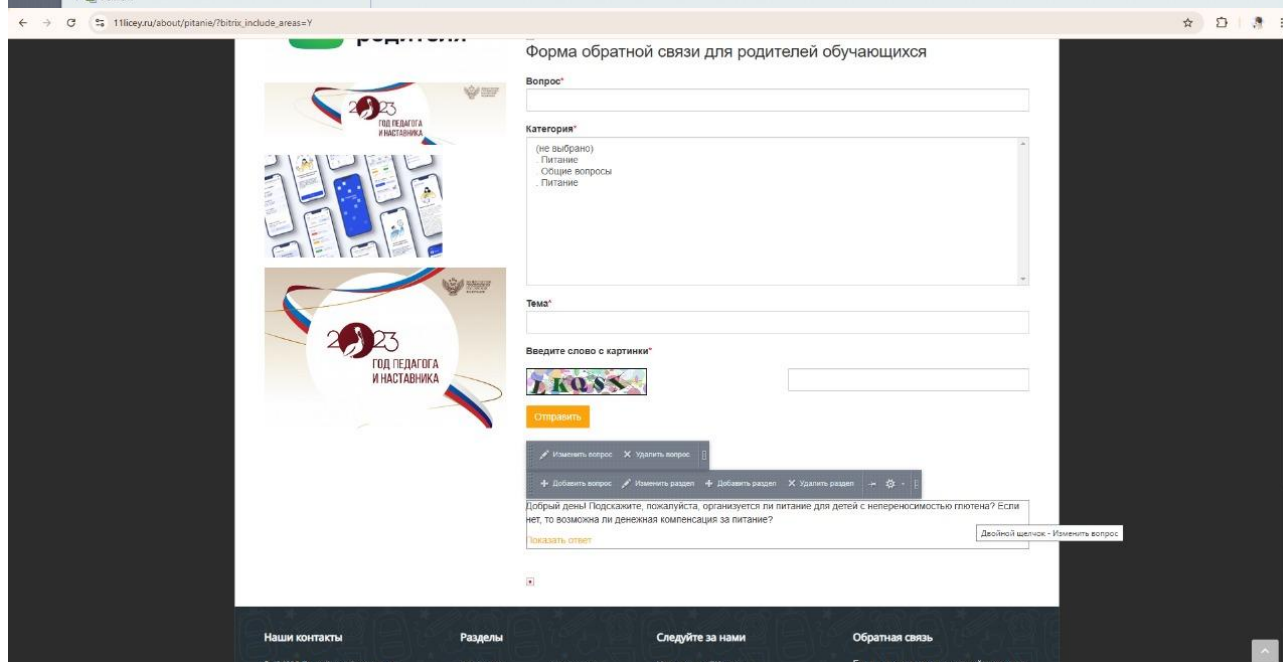 11licey.ru/about/pitanie/?bitrix_include_areas=Y
родителя
2023
ГОД ПЕДАГОГА
И НАСТАВНИКА
2023
ГОД ПЕДАГОГА
И НАСТАВНИКА
Форма обратной связи для родителей обучающихся
Вопрос*
Категория*
(не выбрано)
. Питание
Общие вопросы
. Питание
Тема*
Введите слово с картинки*
LKQSX
Отправить
Изменить вопрос Удалить вопрос
Добавить вопрос Изменить раздел Добавить раздел Удалить раздел
Добрый день! Подскажите, пожалуйста, организуется ли питание для детей с непереносимостью глютена? Если
нет, то возможна ли денежная компенсация за питание?
Двойной щелчок - Изменить вопрос
Показать ответ
Наши контакты Разделы Следуйте за нами Обратная связь